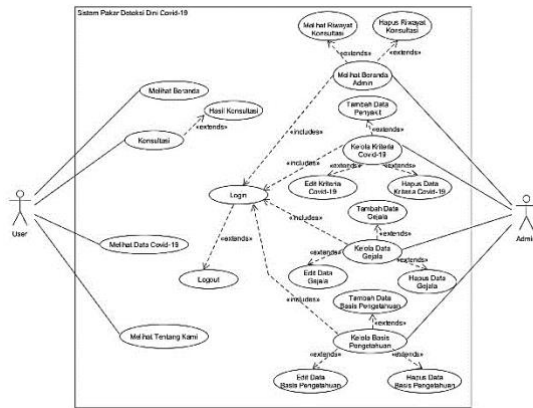 Sistem Pakar Deteksi Dini Covid-19
Melihat Riwayat
Konsultasi
Hapus Riwayat
Konsultasi
«extends»
«extends»
Melihat Beranda
Admin
Melihat Beranda
Hasil Konsultasi
Konsultasi
«extends»
Tambah Data
Penyakit
«includes»
«extends»
Kelola Kriteria
Covid-19
«includes»
«extends»
«extends»
Edit Kriteria
Covid-19
Hapus Data
Kriteria Covid-19
Login
User
Admin
Tambah Data
Gejala
«includes»
«extends»
Melihat Data Covid-19
Kelola Data
Gejala
«extends»
«extends»
«extends»
Logout
Edit Data
Gejala
Hapus Data
Gejala
«includes»
Tambah Data
Basis Pengetahuan
«extends»
Melihat Tentang Kami
Kelola Basis
Pengetahuan
«extends»
«extends»
Edit Data
Basis Pengetahuan
Hapus Data
Basis Pengetahuan